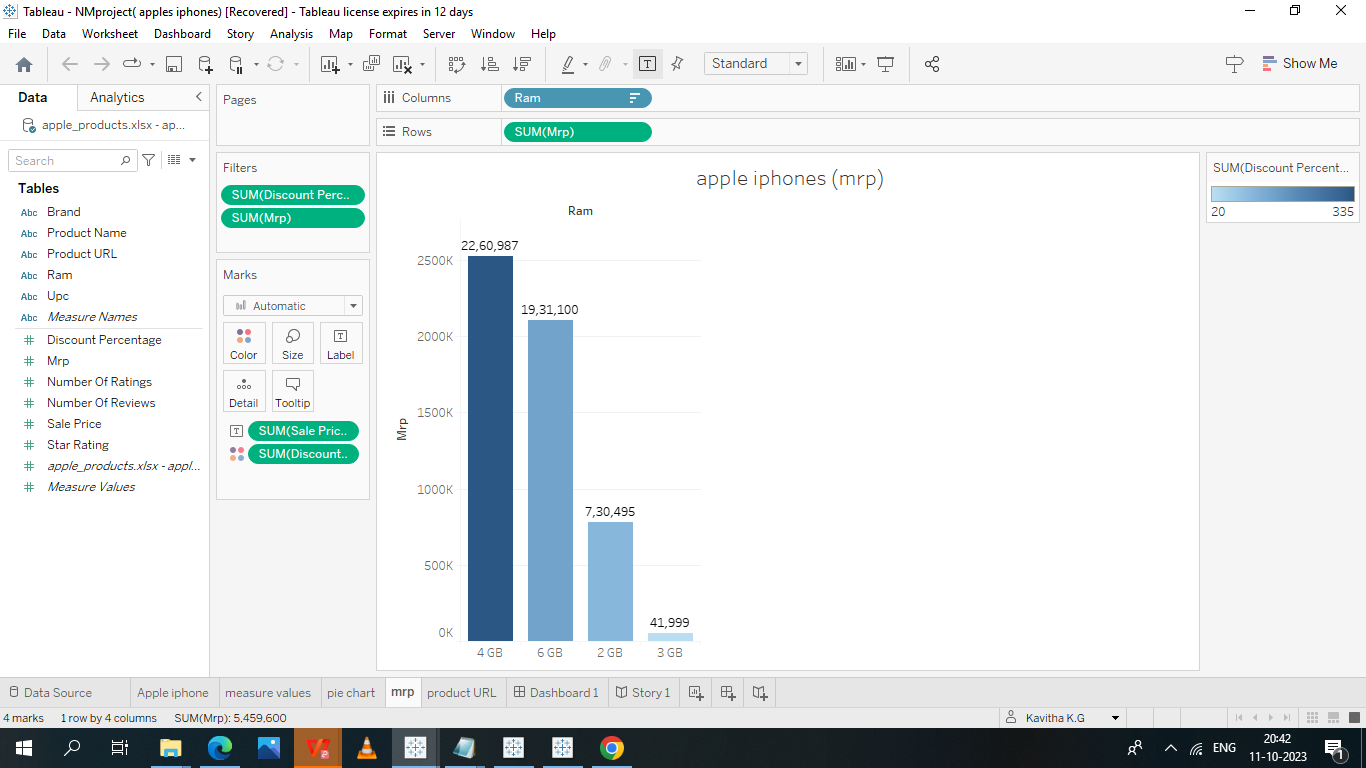 Tableau - NMproject( apples iphones) [Recovered] - Tableau license expires in 12 days
File Data Worksheet Dashboard Story Analysis Map Format Server Window Help
Standard
Show Me
Data Analytics
apple_products.xlsx - ap...
Search
Tables
Abc Brand
Abc Product Name
Abc Product URL
Abc Ram
Abc Upc
Abc Measure Names
# Discount Percentage
# Mrp
# Number Of Ratings
# Number Of Reviews
# Sale Price
# Star Rating
# apple_products.xlsx - appl...
# Measure Values
Pages
Filters
SUM(Discount Perc..
SUM(Mrp)
Marks
Automatic
Color Size Label
Detail Tooltip
SUM(Sale Pric..
SUM(Discount..
Columns Ram
Rows SUM(Mrp)
apple iphones (mrp)
Ram
22,60,987
19,31,100
7,30,495
41,999
2500K
2000K
1500K
1000K
500K
0K
Mrp
4 GB 6 GB 2 GB 3 GB
SUM(Discount Percent...
20 335
Data Source Apple iphone measure values pie chart mrp product URL Dashboard 1 Story 1
4 marks 1 row by 4 columns SUM(Mrp): 5,459,600
Kavitha K.G
ENG
20:42
11-10-2023
1